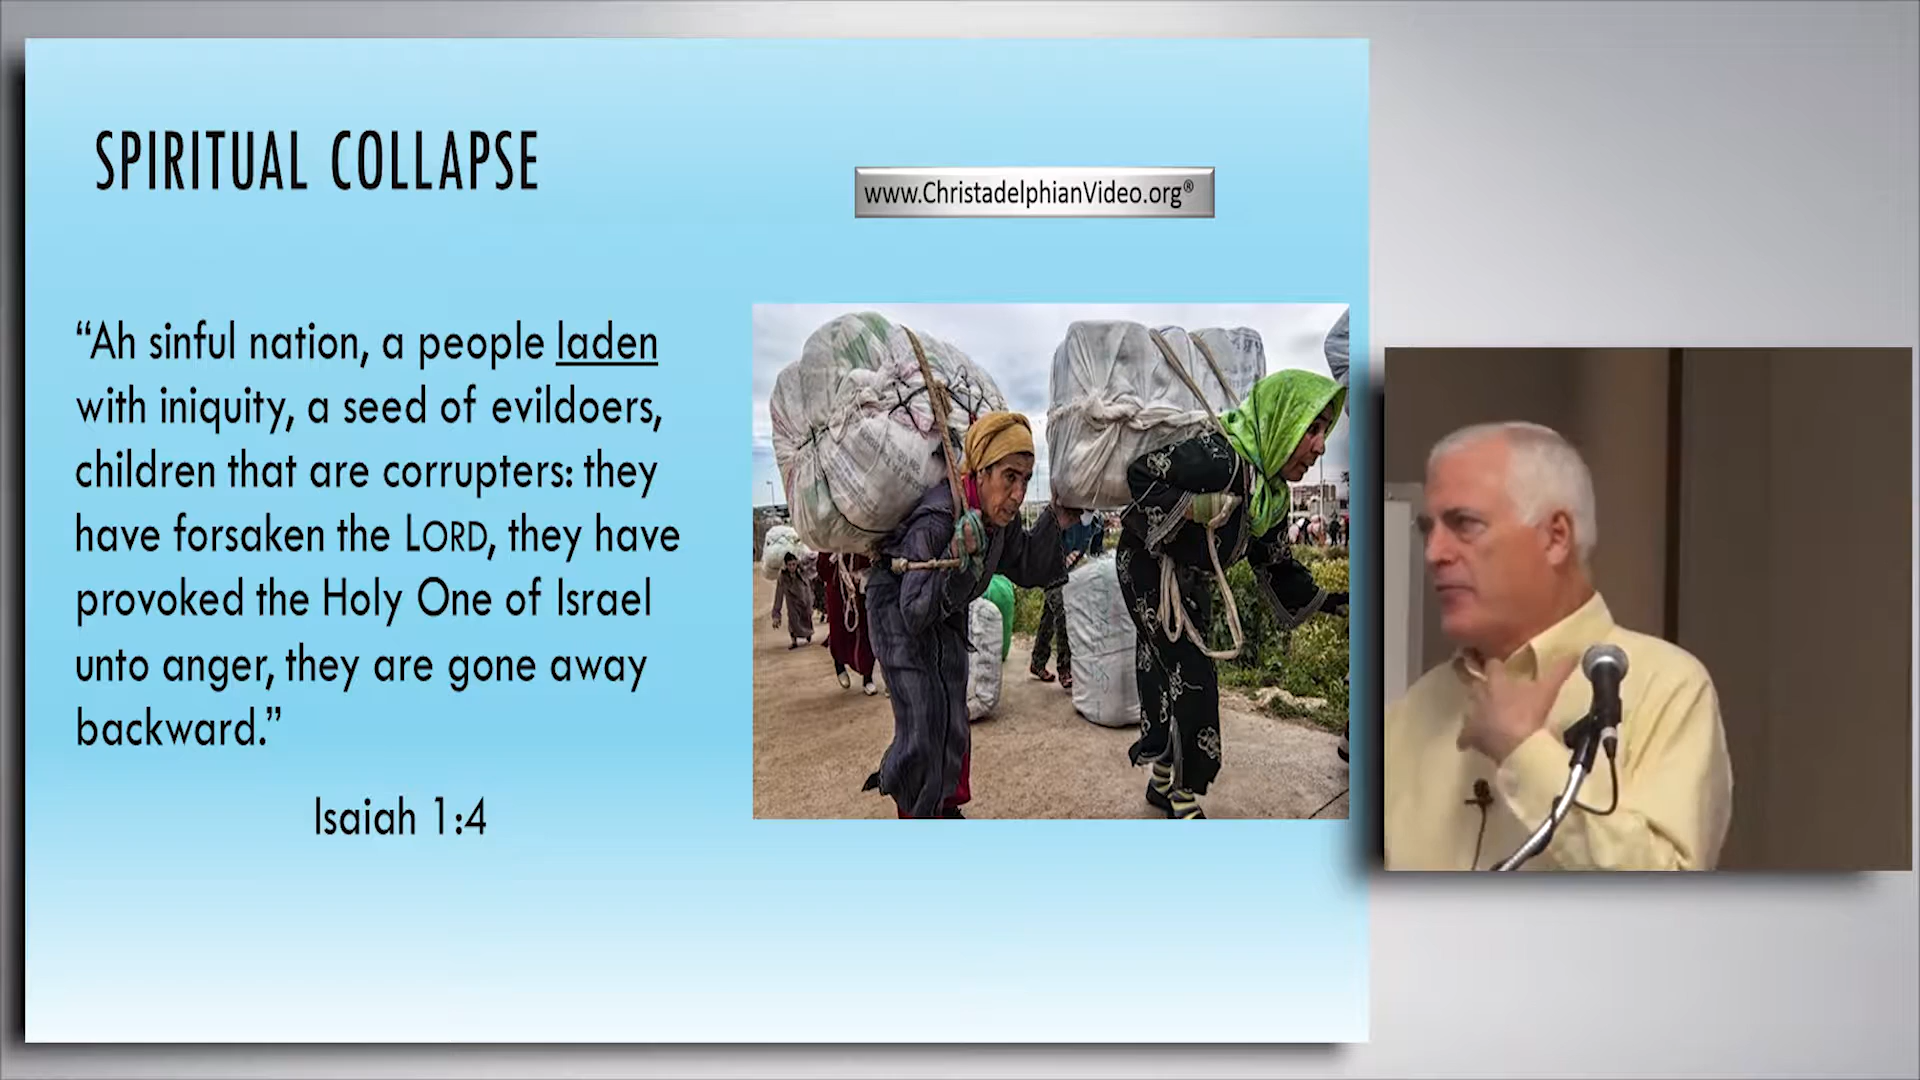 SPIRITUAL COLLAPSE
www.ChristadelphianVideo.org®
“Ah sinful nation, a people laden
with iniquity, a seed of evildoers,
children that are corrupters: they
have forsaken the LORD, they have
provoked the Holy One of Israel
unto anger, they are gone away
backward.”
Isaiah 1:4